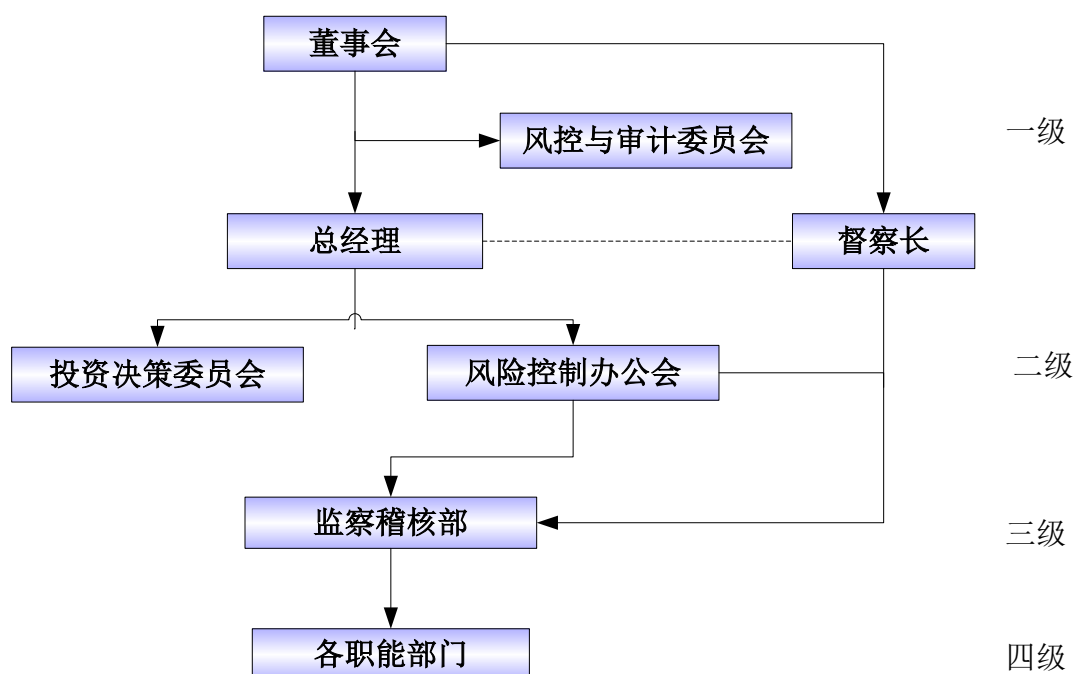 董事会
风控与审计委员会
一级
总经理
督察长
投资决策委员会
风险控制办公会
二级
监察稽核部
三级
各职能部门
四级